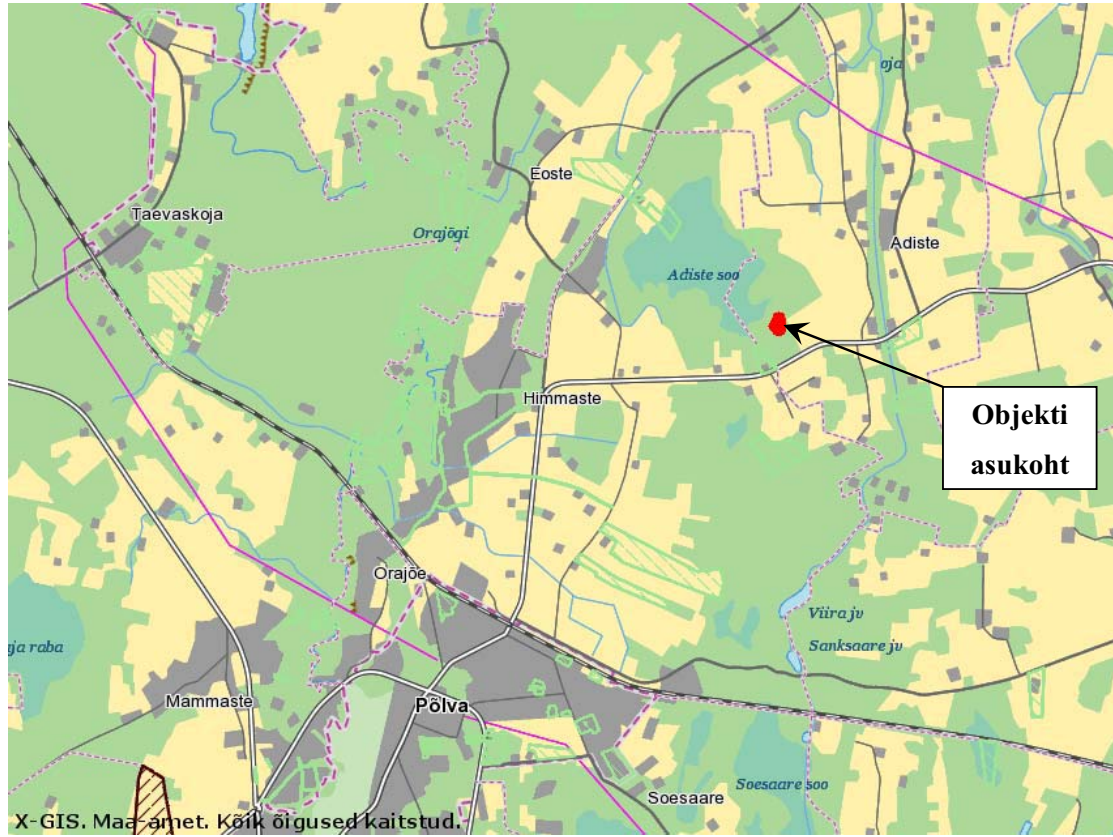 oja
Eoste
Taevaskoja
Orajõgi
Adiste
Adiste soo
Himmaste
Objekti
asukoht
Orajõe
Viira jv
Sanksaare jv
raba
Mammaste
Põlva
Soesaare soo
Soesaare
X-GIS. Maa-amet. Kõik õigused kaitstud.